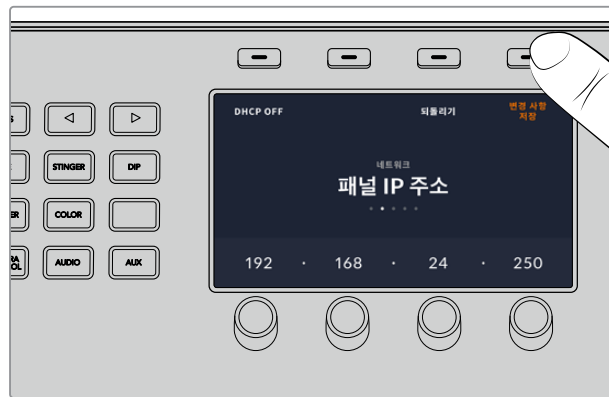 DHCP OFF
되돌리기
변경 사항
저장
네트워크
패널 IP 주소
192 . 168 . 24 . 250
STINGER
DIP
COLOR
AUDIO
AUX